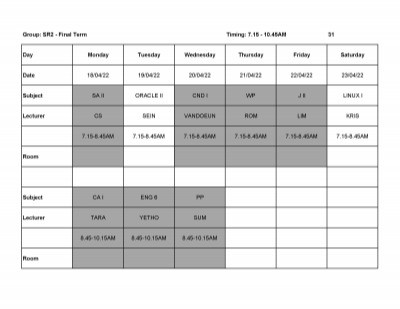 Group: SR2 - Final Term Timing: 7.15 - 10.45AM 31
Day Monday Tuesday Wednesday Thursday Friday Saturday
Date 18/04/22 19/04/22 20/04/22 21/04/22 22/04/22 23/04/22
Subject SA II ORACLE II CND I WP J II LINUX I
Lecturer CS SEIN VANDOEUN ROM LIM KRIS
7.15-8.45AM 7.15-8.45AM 7.15-8.45AM 7.15-8.45AM 7.15-8.45AM 7.15-8.45AM
Room
Subject CA I ENG 8 PP
Lecturer TARA YETHO SUM
8.45-10.15AM 8.45-10.15AM 8.45-10.15AM
Room